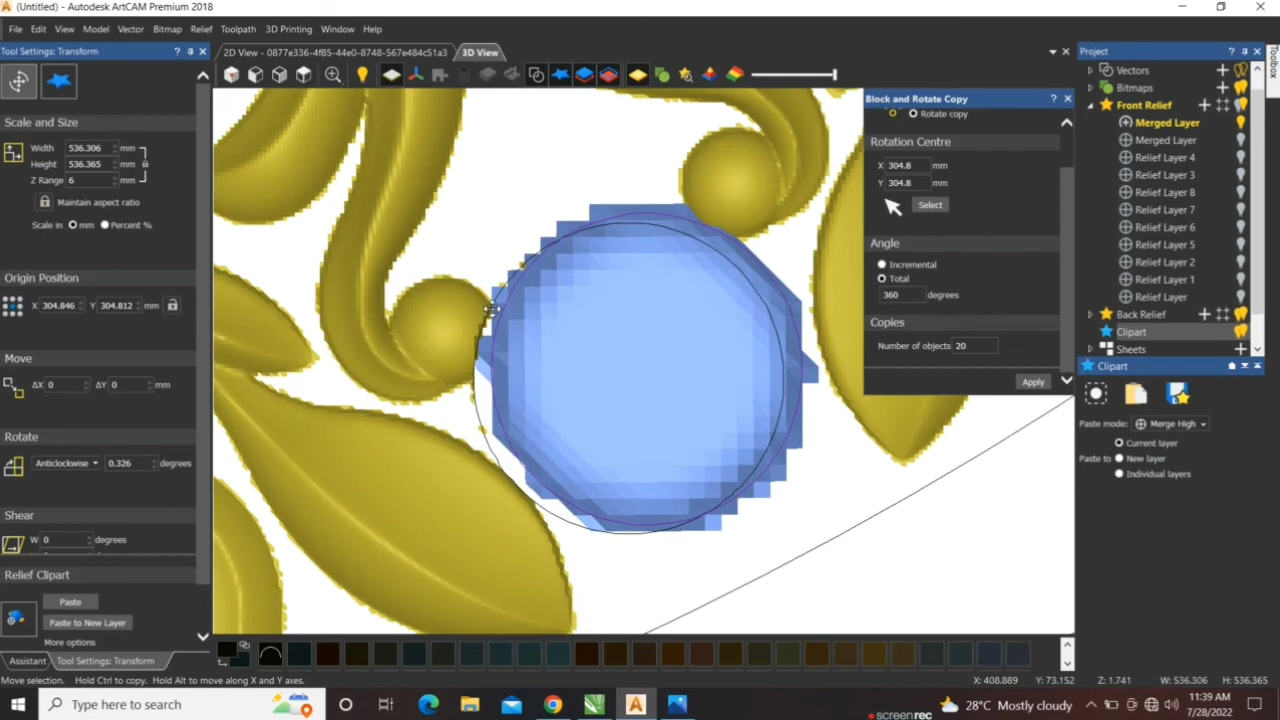 (Untitled) - Autodesk ArtCAM Premium 2018
File Edit View Model Vector Bitmap Relief Toolpath 3D Printing Window Help
Tool Settings: Transform
2D View - 0877e336-4f85-44e0-8748-567e484c51a3
3D View
Scale and Size
Width 536.306 mm
Height 536.365 mm
Z Range 6 mm
Maintain aspect ratio
Scale in mm Percent %
Origin Position
X 304.846 Y 304.812 mm
Move
ΔX 0 ΔY 0 mm
Rotate
Anticlockwise 0.326 degrees
Shear
W 0 degrees
Relief Clipart
Paste
Paste to New Layer
More options
Assistant
Tool Settings: Transform
Block and Rotate Copy
Rotate copy
Rotation Centre
X 304.8 mm
Y 304.8 mm
Select
Angle
Incremental
Total
360 degrees
Copies
Number of objects 20
Apply
Project
Vectors
Bitmaps
Front Relief
Merged Layer
Merged Layer
Relief Layer 4
Relief Layer 3
Relief Layer 8
Relief Layer 7
Relief Layer 6
Relief Layer 5
Relief Layer 2
Relief Layer 1
Relief Layer
Back Relief
Clipart
Sheets
Clipart
Paste mode: Merge High
Current layer
Paste to New layer
Individual layers
Toolbox
Move selection. Hold Ctrl to copy. Hold Alt to move along X and Y axes.
X: 408.889 Y: 73.152 Z: 1.741 W: 536.306 H: 536.365
Type here to search
28°C Mostly cloudy
11:39 AM
7/28/2022
screenrec